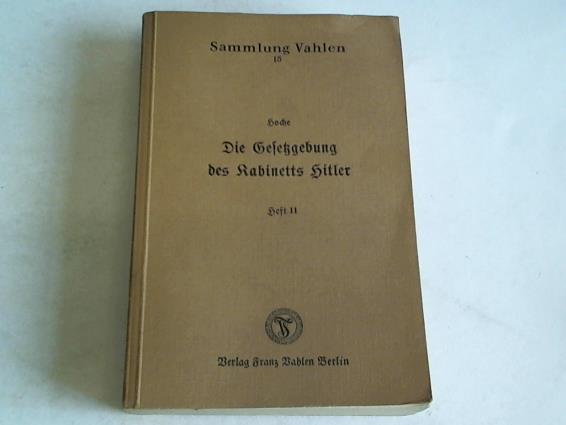 Sammlung Vahlen
15
Hoche
Die Gesetzgebung
des Kabinetts Hitler
Heft 11
Verlag Franz Vahlen Berlin